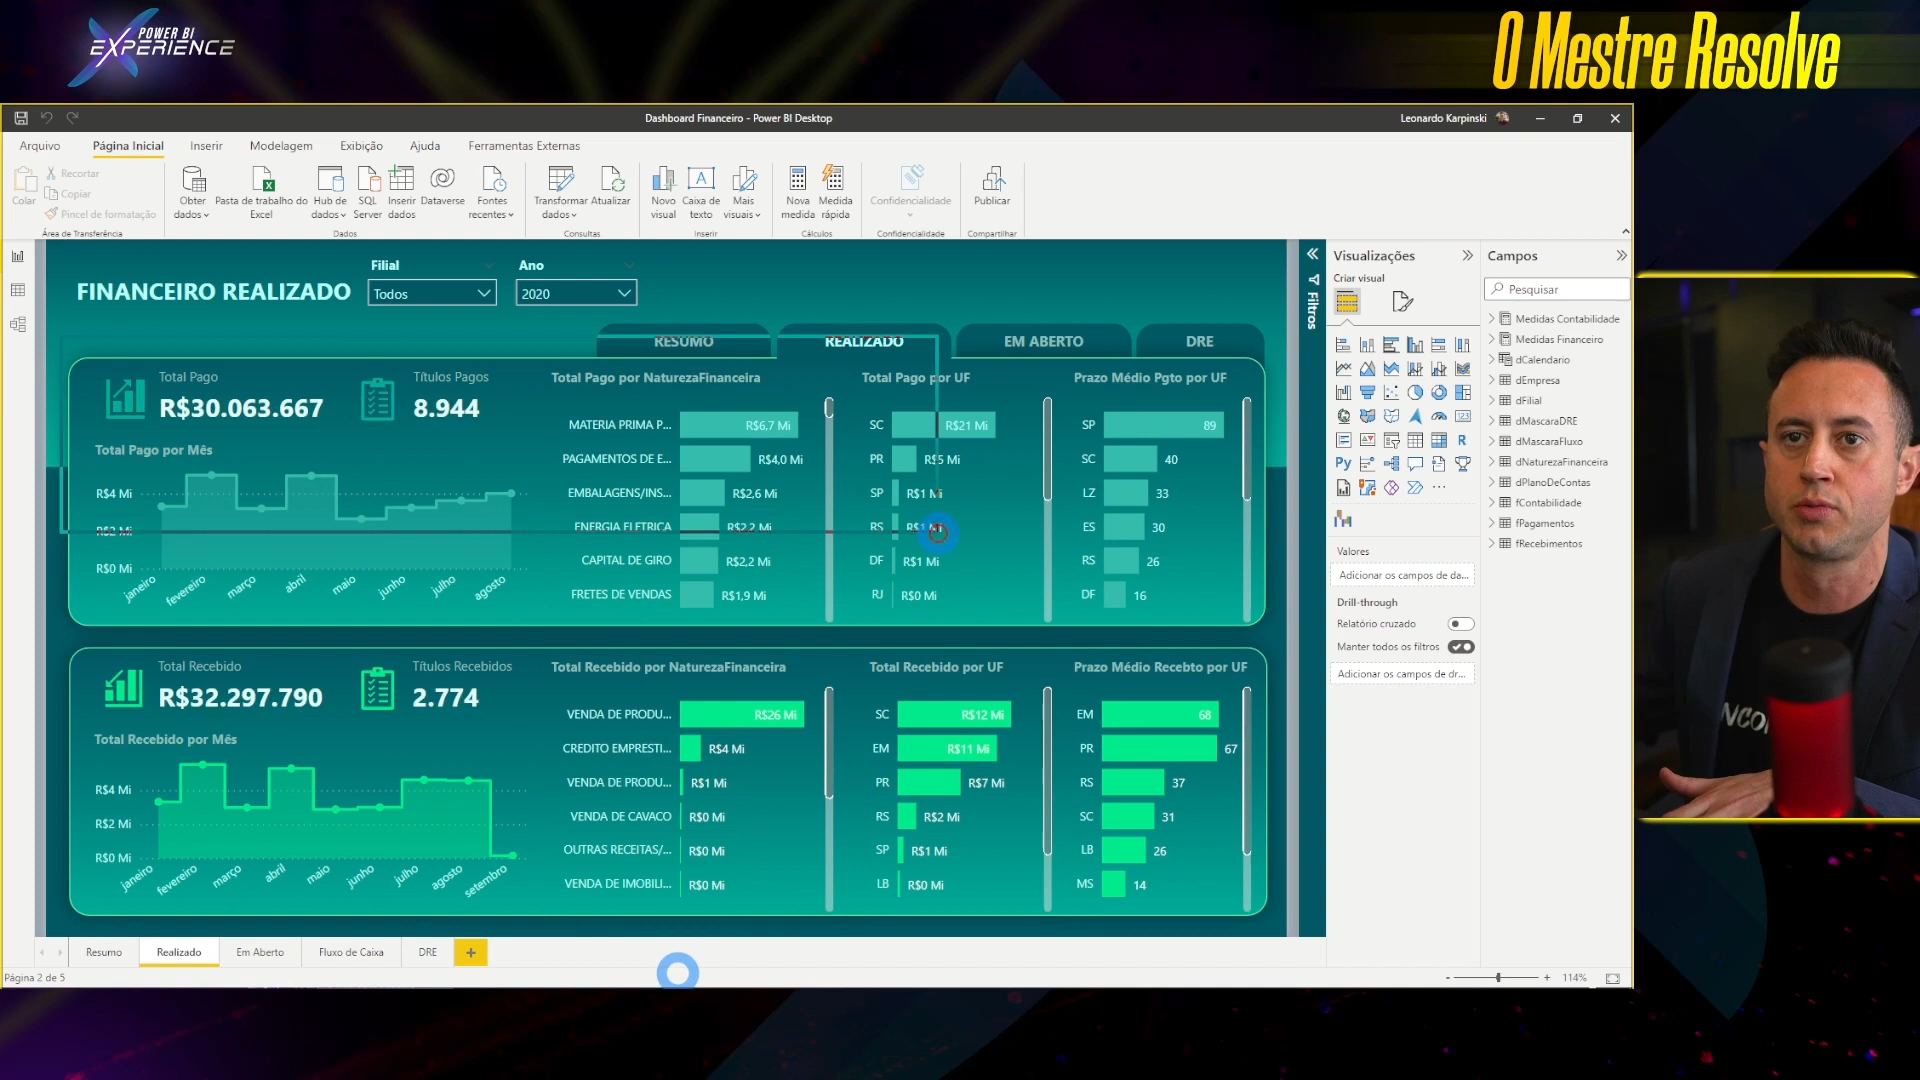 POWER BI
EXPERIENCE
O Mestre Resolve
Dashboard Financeiro - Power BI Desktop
Leonardo Karpinski
Arquivo
Página Inicial
Inserir
Modelagem
Exibição
Ajuda
Ferramentas Externas
Colar
Recortar
Copiar
Pincel de formatação
Obter dados
Pasta de trabalho do Excel
Hub de dados
SQL Server
Inserir dados
Dataverse
Fontes recentes
Transformar dados
Atualizar
Novo visual
Caixa de texto
Mais visuais
Nova medida
Medida rápida
Confidencialidade
Publicar
Área de Transferência
Dados
Consultas
Inserir
Cálculos
Confidencialidade
Compartilhar
FINANCEIRO REALIZADO
Filial
Todos
Ano
2020
RESUMO
REALIZADO
EM ABERTO
DRE
Total Pago
R$30.063.667
Títulos Pagos
8.944
Total Pago por Mês
R$4 Mi
R$2 Mi
R$0 Mi
janeiro
fevereiro
março
abril
maio
junho
julho
agosto
Total Pago por NaturezaFinanceira
MATERIA PRIMA P... R$6,7 Mi
PAGAMENTOS DE E... R$4,0 Mi
EMBALAGENS/INS... R$2,6 Mi
ENERGIA ELETRICA R$2,2 Mi
CAPITAL DE GIRO R$2,2 Mi
FRETES DE VENDAS R$1,9 Mi
Total Pago por UF
SC R$21 Mi
PR R$5 Mi
SP R$1 Mi
RS R$1 Mi
DF R$1 Mi
RJ R$0 Mi
Prazo Médio Pgto por UF
SP 89
SC 40
LZ 33
ES 30
RS 26
DF 16
Total Recebido
R$32.297.790
Títulos Recebidos
2.774
Total Recebido por Mês
R$4 Mi
R$2 Mi
R$0 Mi
janeiro
fevereiro
março
abril
maio
junho
julho
agosto
setembro
Total Recebido por NaturezaFinanceira
VENDA DE PRODU... R$26 Mi
CREDITO EMPRESTI... R$4 Mi
VENDA DE PRODU... R$1 Mi
VENDA DE CAVACO R$0 Mi
OUTRAS RECEITAS/... R$0 Mi
VENDA DE IMOBILI... R$0 Mi
Total Recebido por UF
SC R$12 Mi
EM R$11 Mi
PR R$7 Mi
RS R$2 Mi
SP R$1 Mi
LB R$0 Mi
Prazo Médio Recebto por UF
EM 68
PR 67
RS 37
SC 31
LB 26
MS 14
Filtros
Visualizações
Criar visual
123
R
Py
Valores
Adicionar os campos de da...
Drill-through
Relatório cruzado
Manter todos os filtros
Adicionar os campos de dr...
Campos
Pesquisar
Medidas Contabilidade
Medidas Financeiro
dCalendario
dEmpresa
dFilial
dMascaraDRE
dMascaraFluxo
dNaturezaFinanceira
dPlanoDeContas
fContabilidade
fPagamentos
fRecebimentos
Resumo
Realizado
Em Aberto
Fluxo de Caixa
DRE
Página 2 de 5
114%